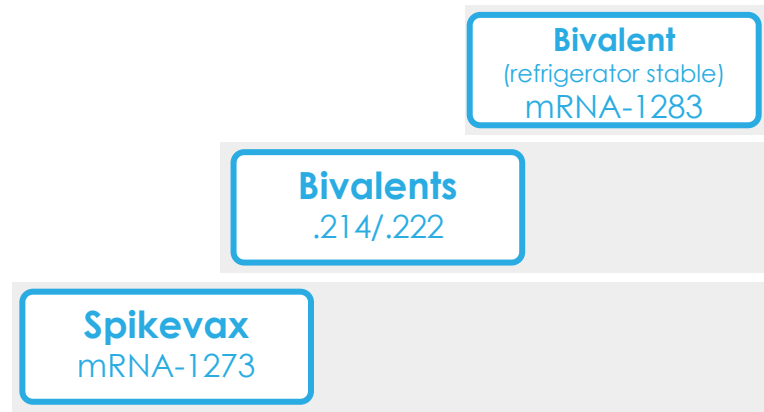 Bivalent
(refrigerator stable)
mRNA-1283
Bivalents
.214/.222
Spikevax
mRNA-1273